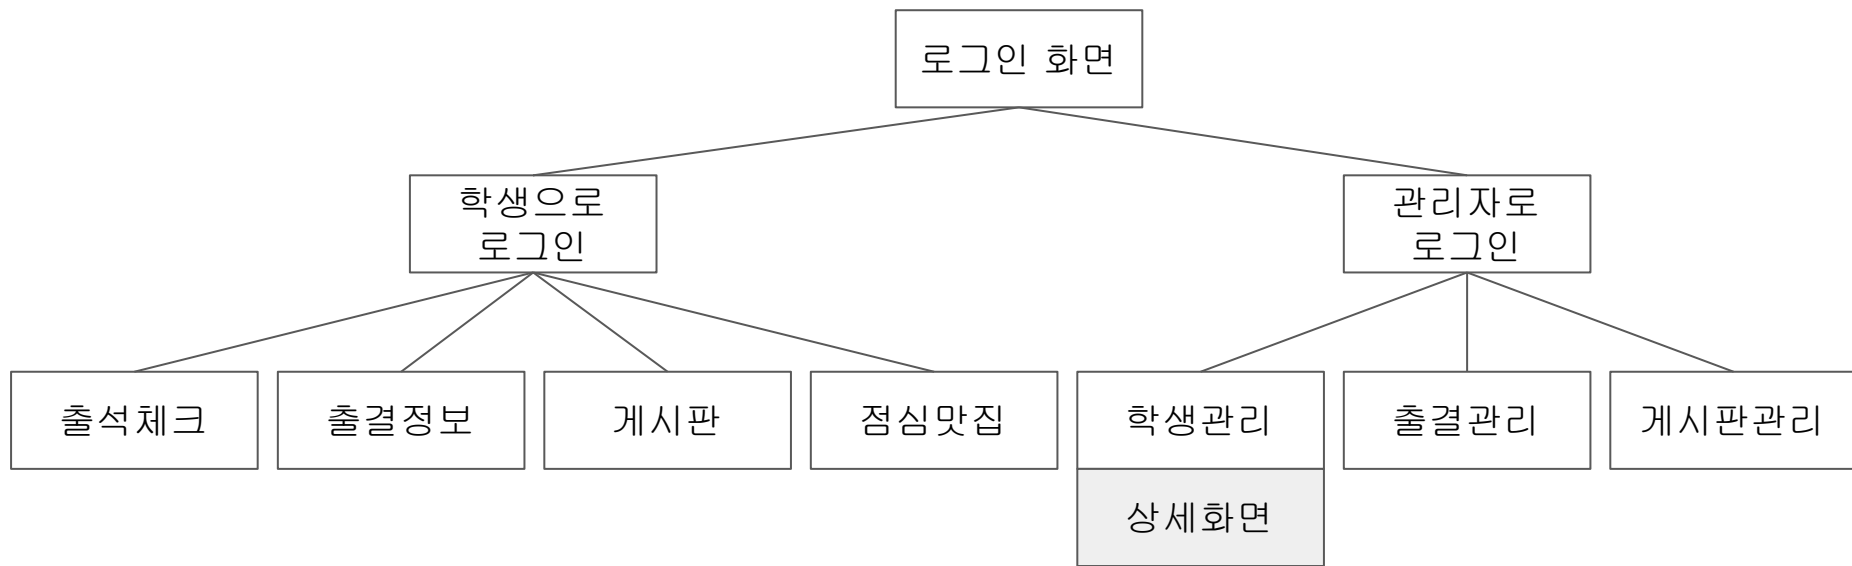 로그인 화면
학생으로
로그인
관리자로
로그인
출석체크
출결정보
게시판
점심맛집
학생관리
출결관리
게시판관리
상세화면